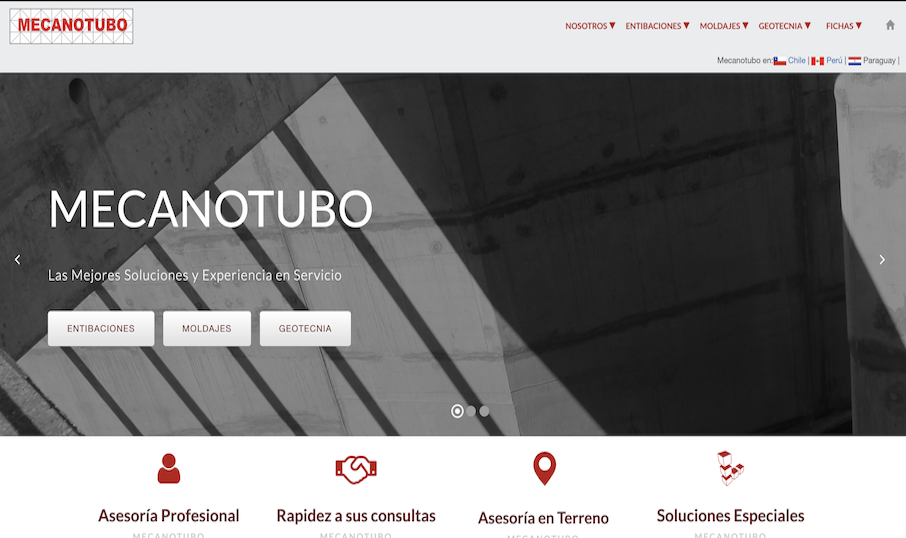 MECANOTUBO
NOSOTROS ▼ ENTIBACIONES ▼ MOLDAJES ▼ GEOTECNIA ▼ FICHAS ▼
Mecanotubo en: Chile | Perú | Paraguay |
MECANOTUBO
Las Mejores Soluciones y Experiencia en Servicio
ENTIBACIONES MOLDAJES GEOTECNIA
Asesoría Profesional Rapidez a sus consultas Asesoría en Terreno Soluciones Especiales
MECANOTUBO MECANOTUBO MECANOTUBO MECANOTUBO